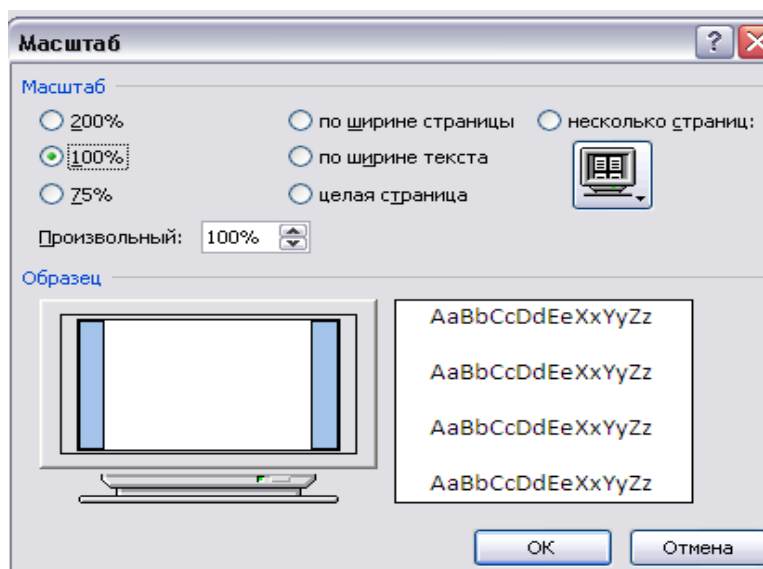 Масштаб
?
Масштаб
200% по ширине страницы несколько страниц:
100% по ширине текста
75% целая страница
Произвольный: 100%
Образец
AaBbCcDdEeXxYyZz
AaBbCcDdEeXxYyZz
AaBbCcDdEeXxYyZz
AaBbCcDdEeXxYyZz
OK Отмена